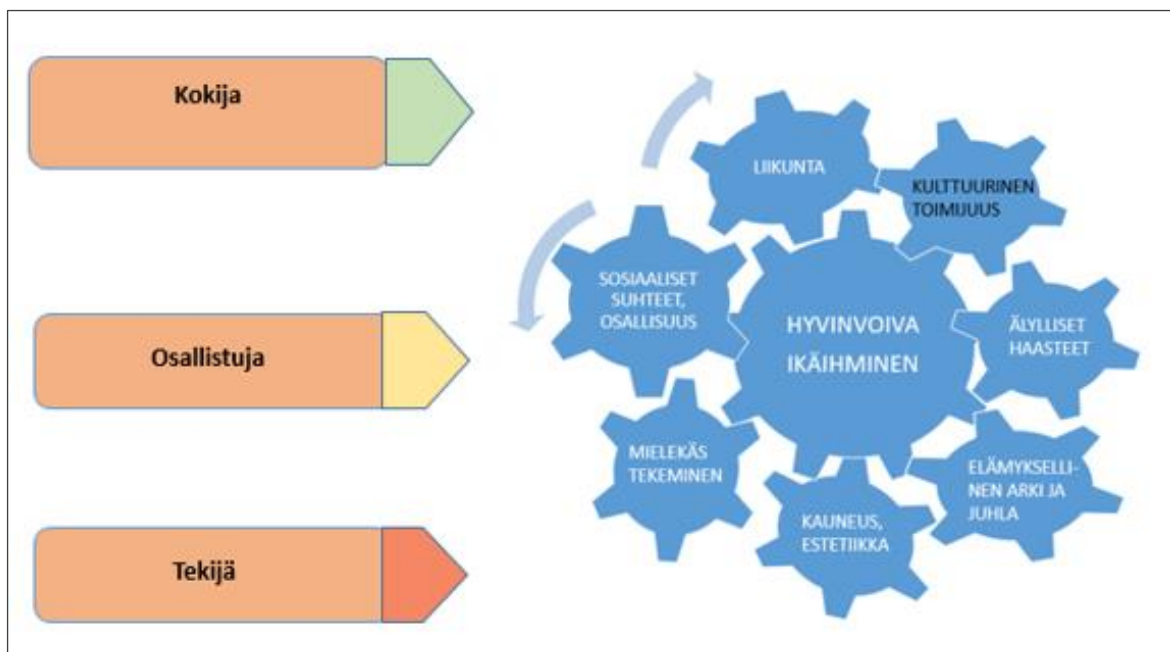 Kokija
Osallistuja
Tekijä
LIIKUNTA
KULTTUURINEN
TOIMIJUUS
SOSIAALISET
SUHTEET,
OSALLISUUS
HYVINVOIVA
IKÄIHMINEN
ÄLYLLISET
HAASTEET
MIELEKÄS
TEKEMINEN
ELÄMYKSELLI-
NEN ARKI JA
JUHLA
KAUNEUS,
ESTETIIKKA